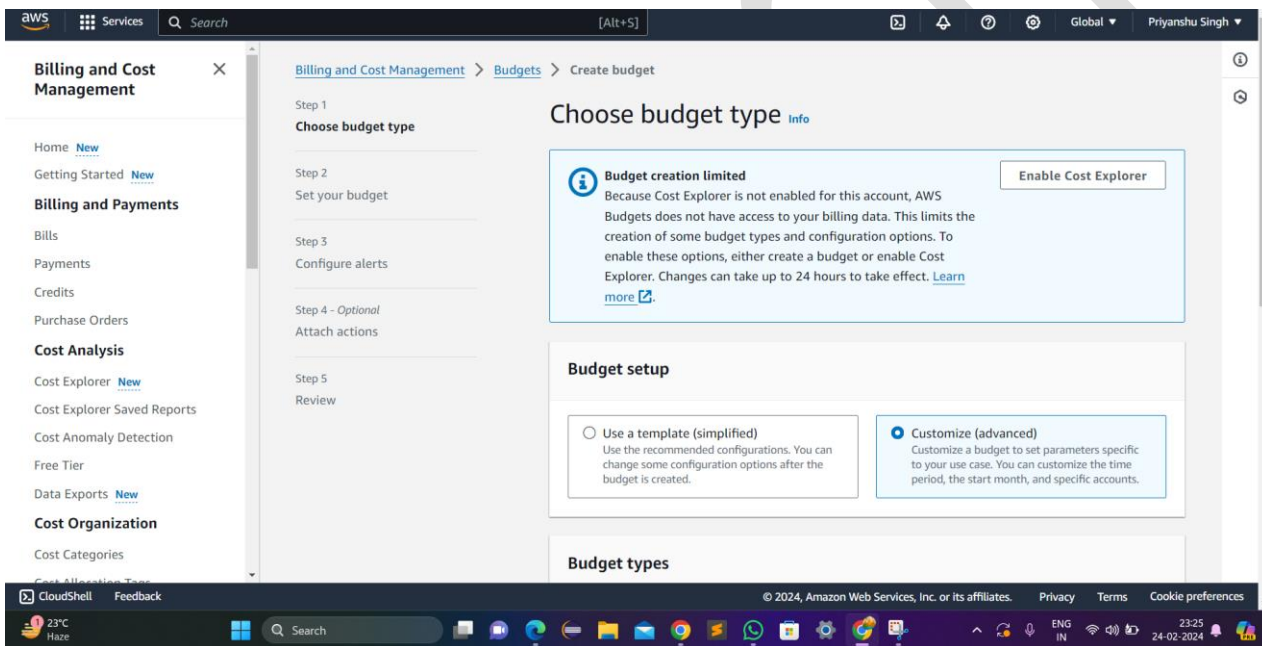 aws
Services
Search
[Alt+S]
Global
Priyanshu Singh
Billing and Cost
Management
Home New
Getting Started New
Billing and Payments
Bills
Payments
Credits
Purchase Orders
Cost Analysis
Cost Explorer New
Cost Explorer Saved Reports
Cost Anomaly Detection
Free Tier
Data Exports New
Cost Organization
Cost Categories
Cost Allocation Tags
Billing and Cost Management > Budgets > Create budget
Step 1
Choose budget type
Step 2
Set your budget
Step 3
Configure alerts
Step 4 - Optional
Attach actions
Step 5
Review
Choose budget type Info
Budget creation limited
Because Cost Explorer is not enabled for this account, AWS
Budgets does not have access to your billing data. This limits the
creation of some budget types and configuration options. To
enable these options, either create a budget or enable Cost
Explorer. Changes can take up to 24 hours to take effect. Learn
more.
Enable Cost Explorer
Budget setup
Use a template (simplified)
Use the recommended configurations. You can
change some configuration options after the
budget is created.
Customize (advanced)
Customize a budget to set parameters specific
to your use case. You can customize the time
period, the start month, and specific accounts.
Budget types
CloudShell
Feedback
© 2024, Amazon Web Services, Inc. or its affiliates.
Privacy
Terms
Cookie preferences
1
23°C
Haze
Search
ENG
IN
23:25
24-02-2024